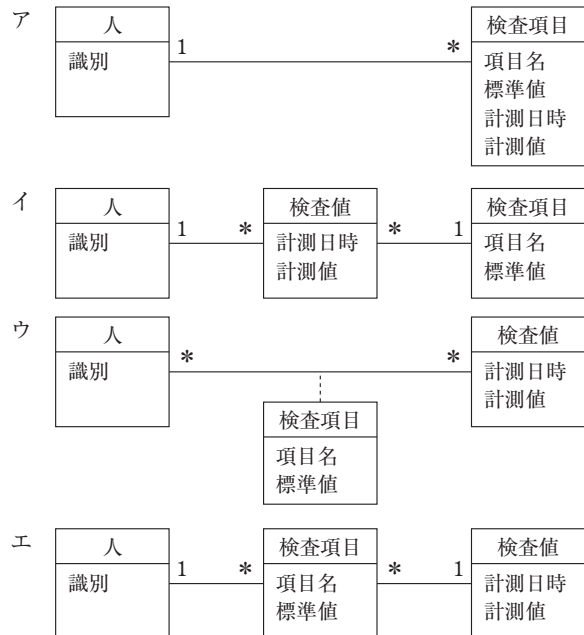 ア
人
識別
1
*
検査項目
項目名
標準値
計測日時
計測値
イ
人
識別
1
*
検査値
計測日時
計測値
*
1
検査項目
項目名
標準値
ウ
人
識別
*
*
検査値
計測日時
計測値
検査項目
項目名
標準値
エ
人
識別
1
*
検査項目
項目名
標準値
*
1
検査値
計測日時
計測値